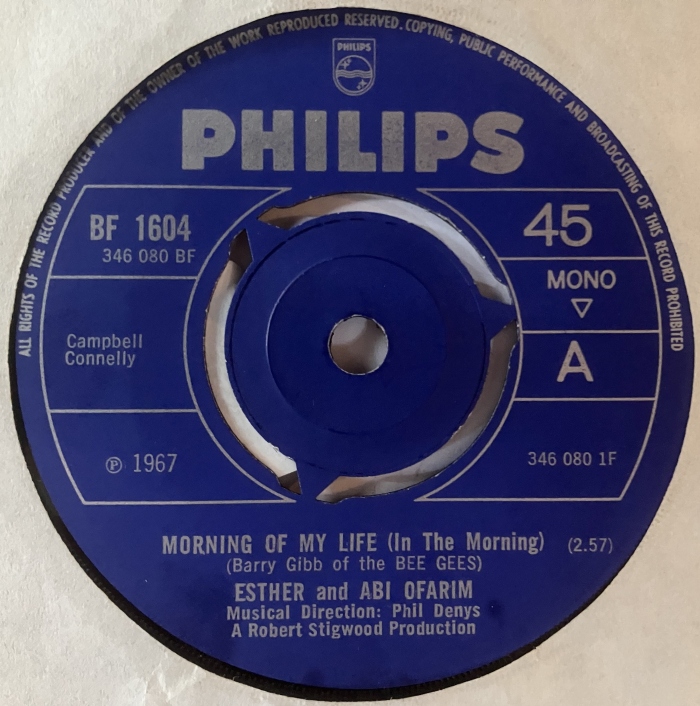 ALL RIGHTS OF THE RECORD PRODUCER AND OF THE OWNER OF THE WORK REPRODUCED RESERVED. COPYING, PUBLIC PERFORMANCE AND BROADCASTING OF THIS RECORD PROHIBITED
PHILIPS
PHILIPS
BF 1604
346 080 BF
45
MONO
Campbell
Connelly
A
℗ 1967
346 080 1F
MORNING OF MY LIFE (In The Morning) (2.57)
(Barry Gibb of the BEE GEES)
ESTHER and ABI OFARIM
Musical Direction: Phil Denys
A Robert Stigwood Production